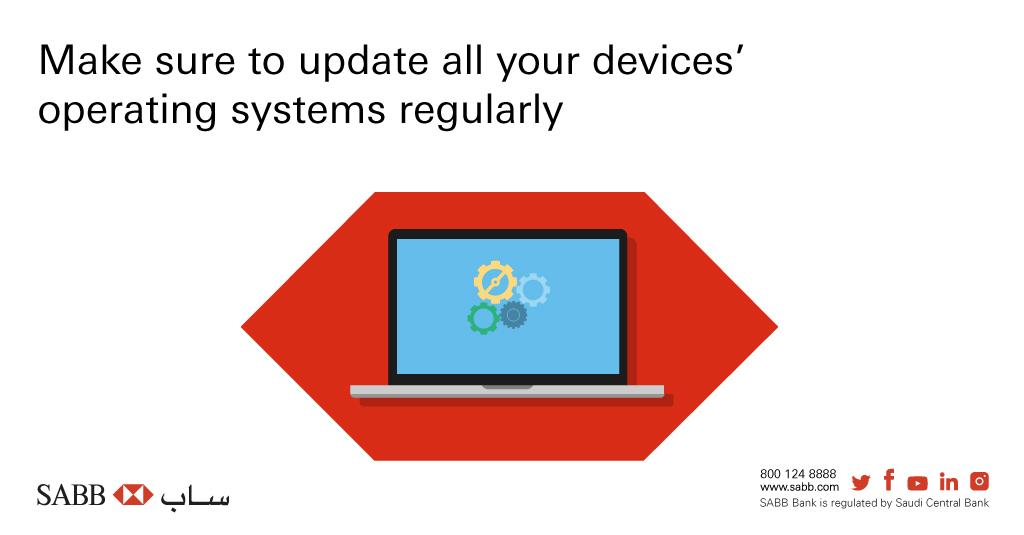 Make sure to update all your devices’
operating systems regularly
SABB ساب
800 124 8888
www.sabb.com
SABB Bank is regulated by Saudi Central Bank